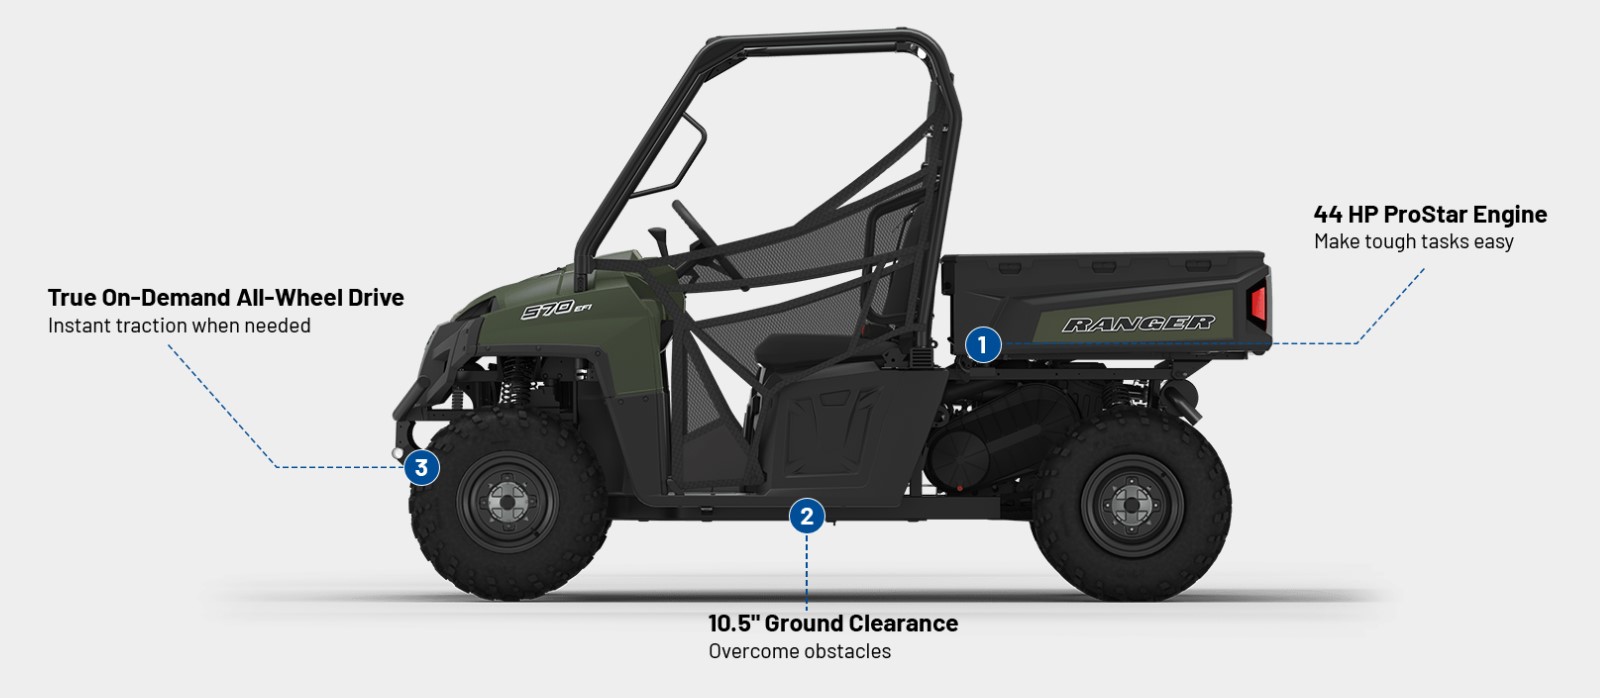 44 HP ProStar Engine
Make tough tasks easy
True On-Demand All-Wheel Drive
Instant traction when needed
570 EFI
RANGER
1
3
2
10.5" Ground Clearance
Overcome obstacles